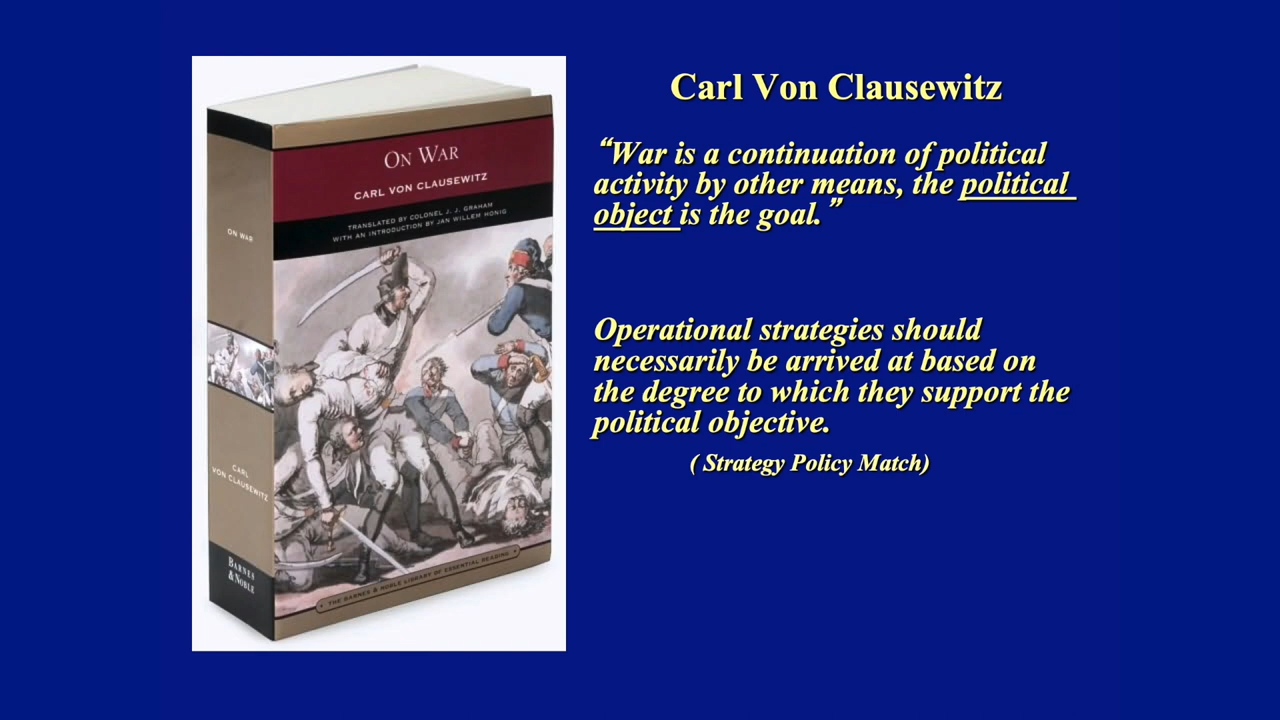 Carl Von Clausewitz
“War is a continuation of political
activity by other means, the political
object is the goal.”
Operational strategies should
necessarily be arrived at based on
the degree to which they support the
political objective.
( Strategy Policy Match)
ON WAR
CARL VON CLAUSEWITZ
TRANSLATED BY COLONEL J. J. GRAHAM
WITH AN INTRODUCTION BY JAN WILLEM HONIG
THE BARNES & NOBLE LIBRARY OF ESSENTIAL READING
ON WAR
CARL
VON CLAUSEWITZ
BARNES
&NOBLE